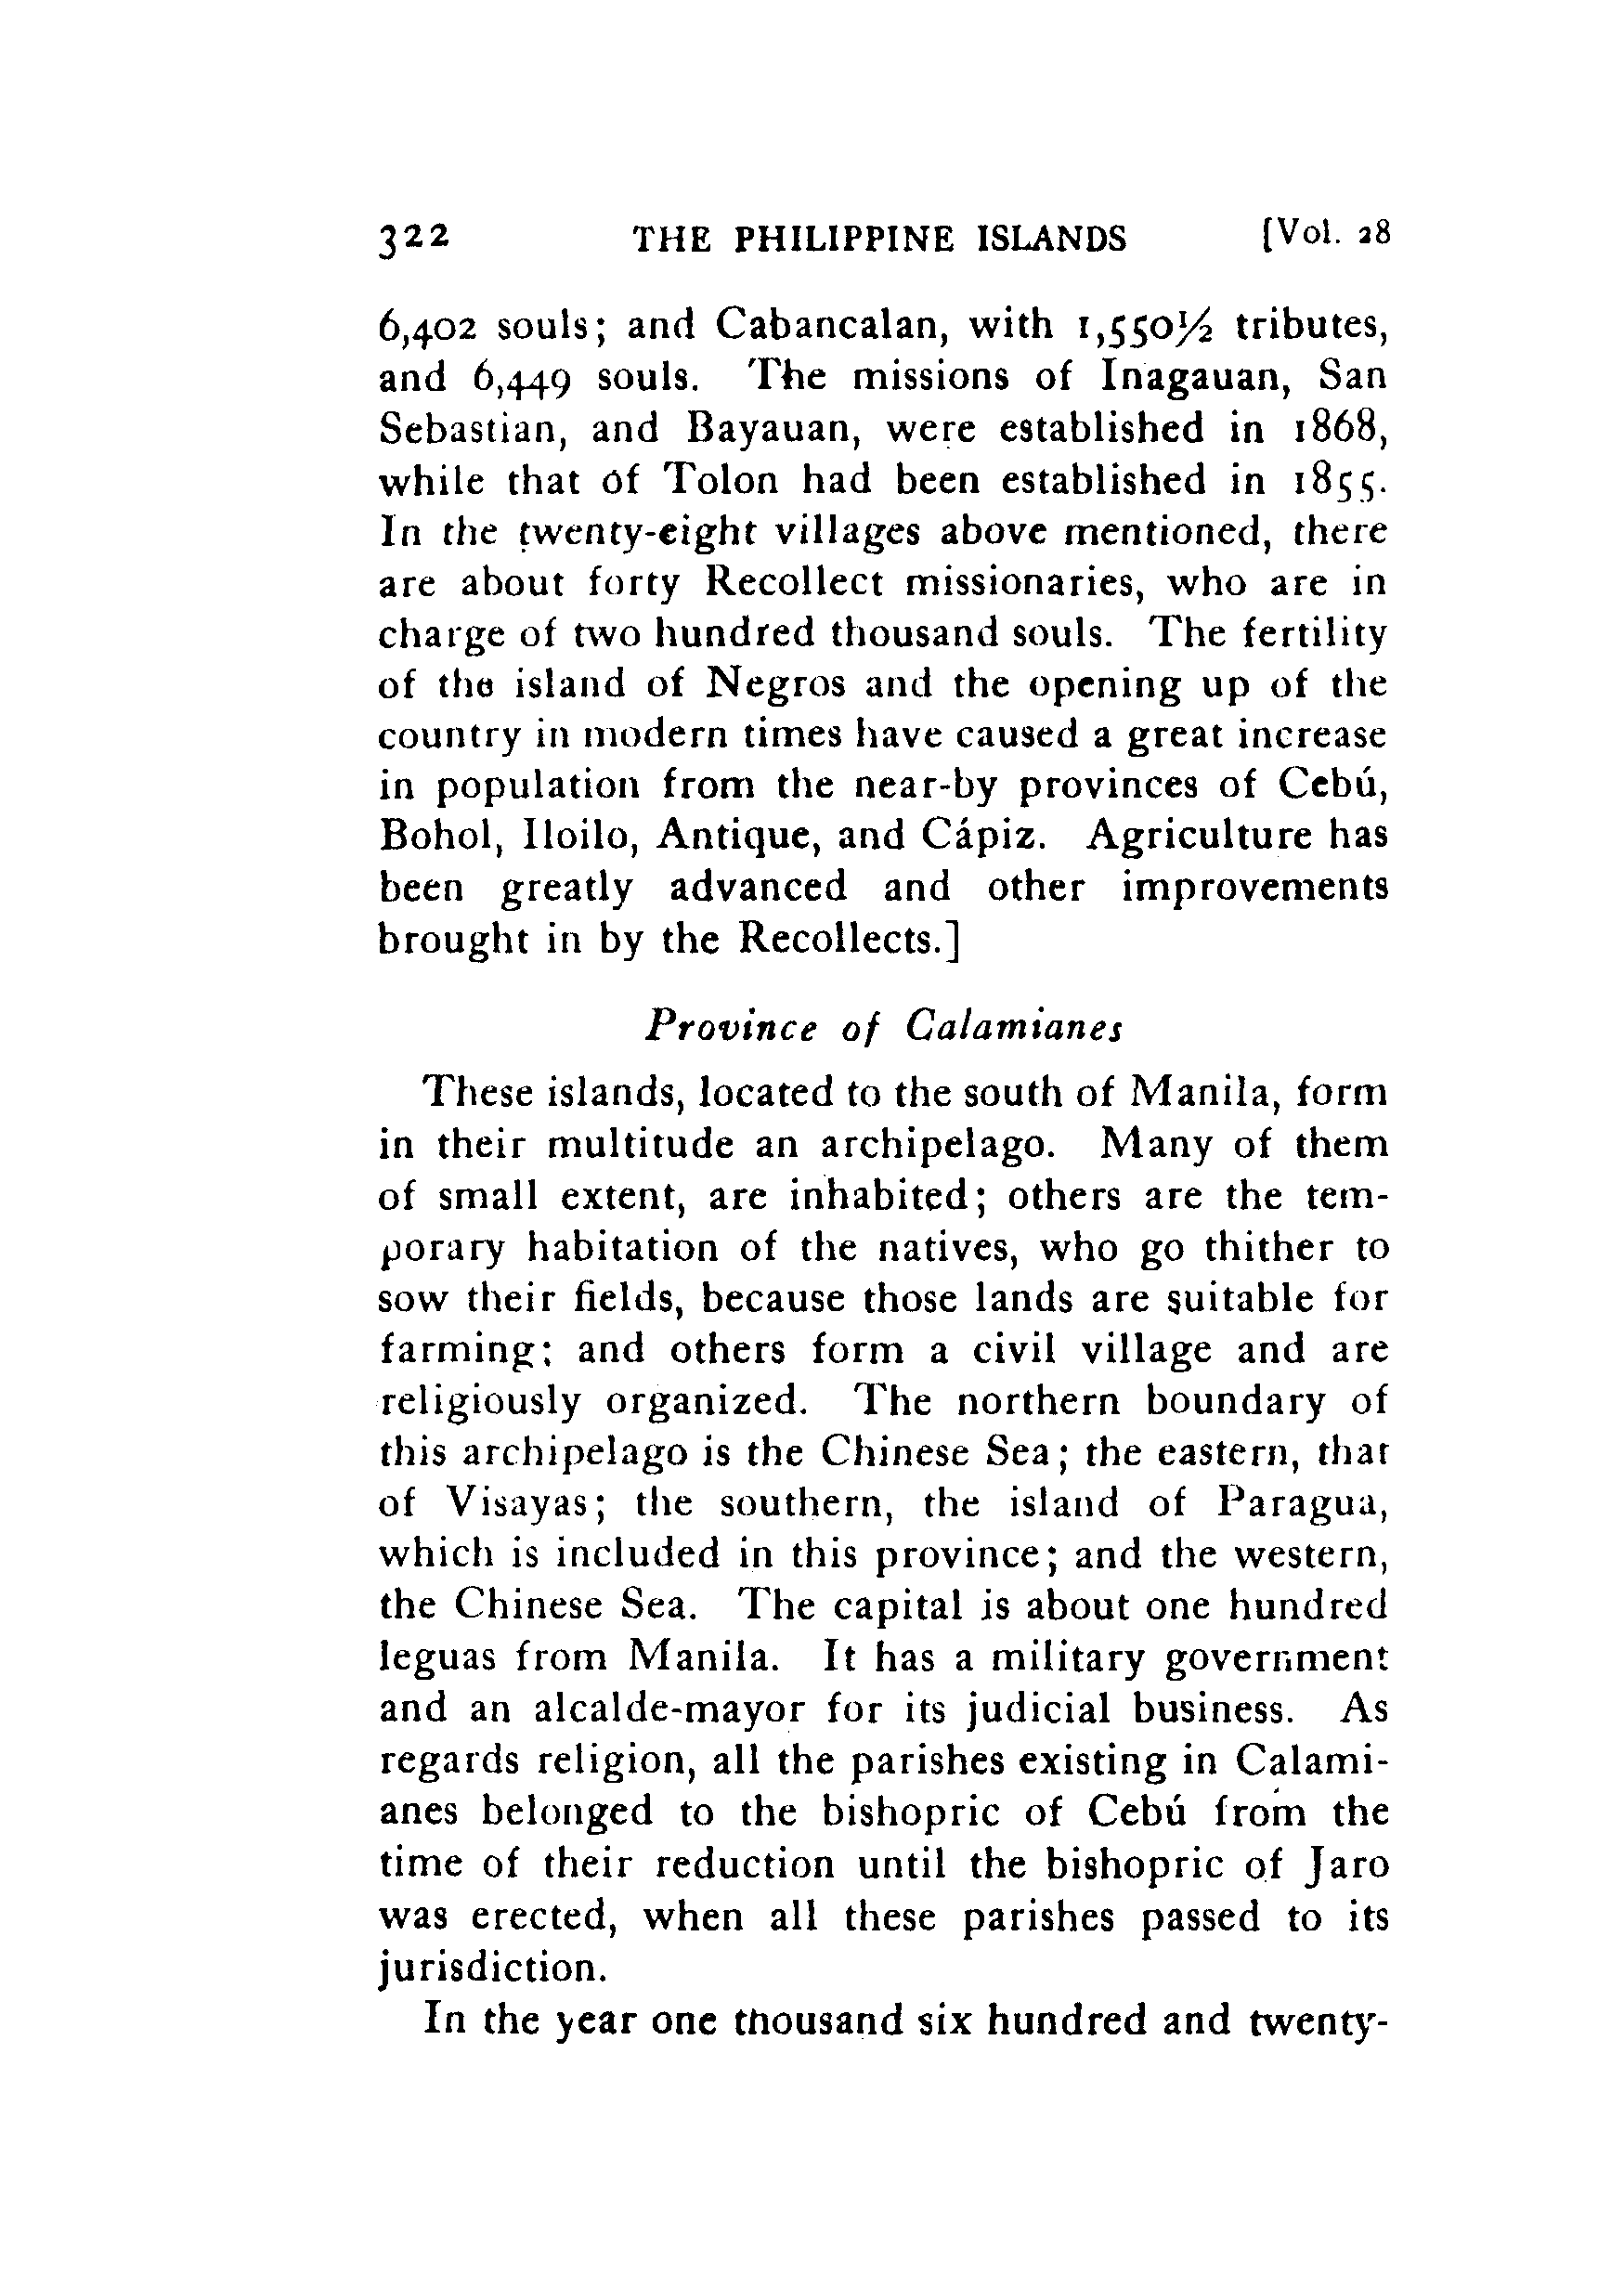 322 THE PHILIPPINE ISLANDS [Vol. 28
6,402 souls; and Cabancalan, with 1,550½ tributes,
and 6,449 souls. The missions of Inagauan, San
Sebastian, and Bayauan, were established in 1868,
while that of Tolon had been established in 1855.
In the twenty-eight villages above mentioned, there
are about forty Recollect missionaries, who are in
charge of two hundred thousand souls. The fertility
of the island of Negros and the opening up of the
country in modern times have caused a great increase
in population from the near-by provinces of Cebú,
Bohol, Iloilo, Antique, and Cápiz. Agriculture has
been greatly advanced and other improvements
brought in by the Recollects.]
Province of Calamianes
These islands, located to the south of Manila, form
in their multitude an archipelago. Many of them
of small extent, are inhabited; others are the tem-
porary habitation of the natives, who go thither to
sow their fields, because those lands are suitable for
farming; and others form a civil village and are
religiously organized. The northern boundary of
this archipelago is the Chinese Sea; the eastern, that
of Visayas; the southern, the island of Paragua,
which is included in this province; and the western,
the Chinese Sea. The capital is about one hundred
leguas from Manila. It has a military government
and an alcalde-mayor for its judicial business. As
regards religion, all the parishes existing in Calami-
anes belonged to the bishopric of Cebú from the
time of their reduction until the bishopric of Jaro
was erected, when all these parishes passed to its
jurisdiction.
In the year one thousand six hundred and twenty-